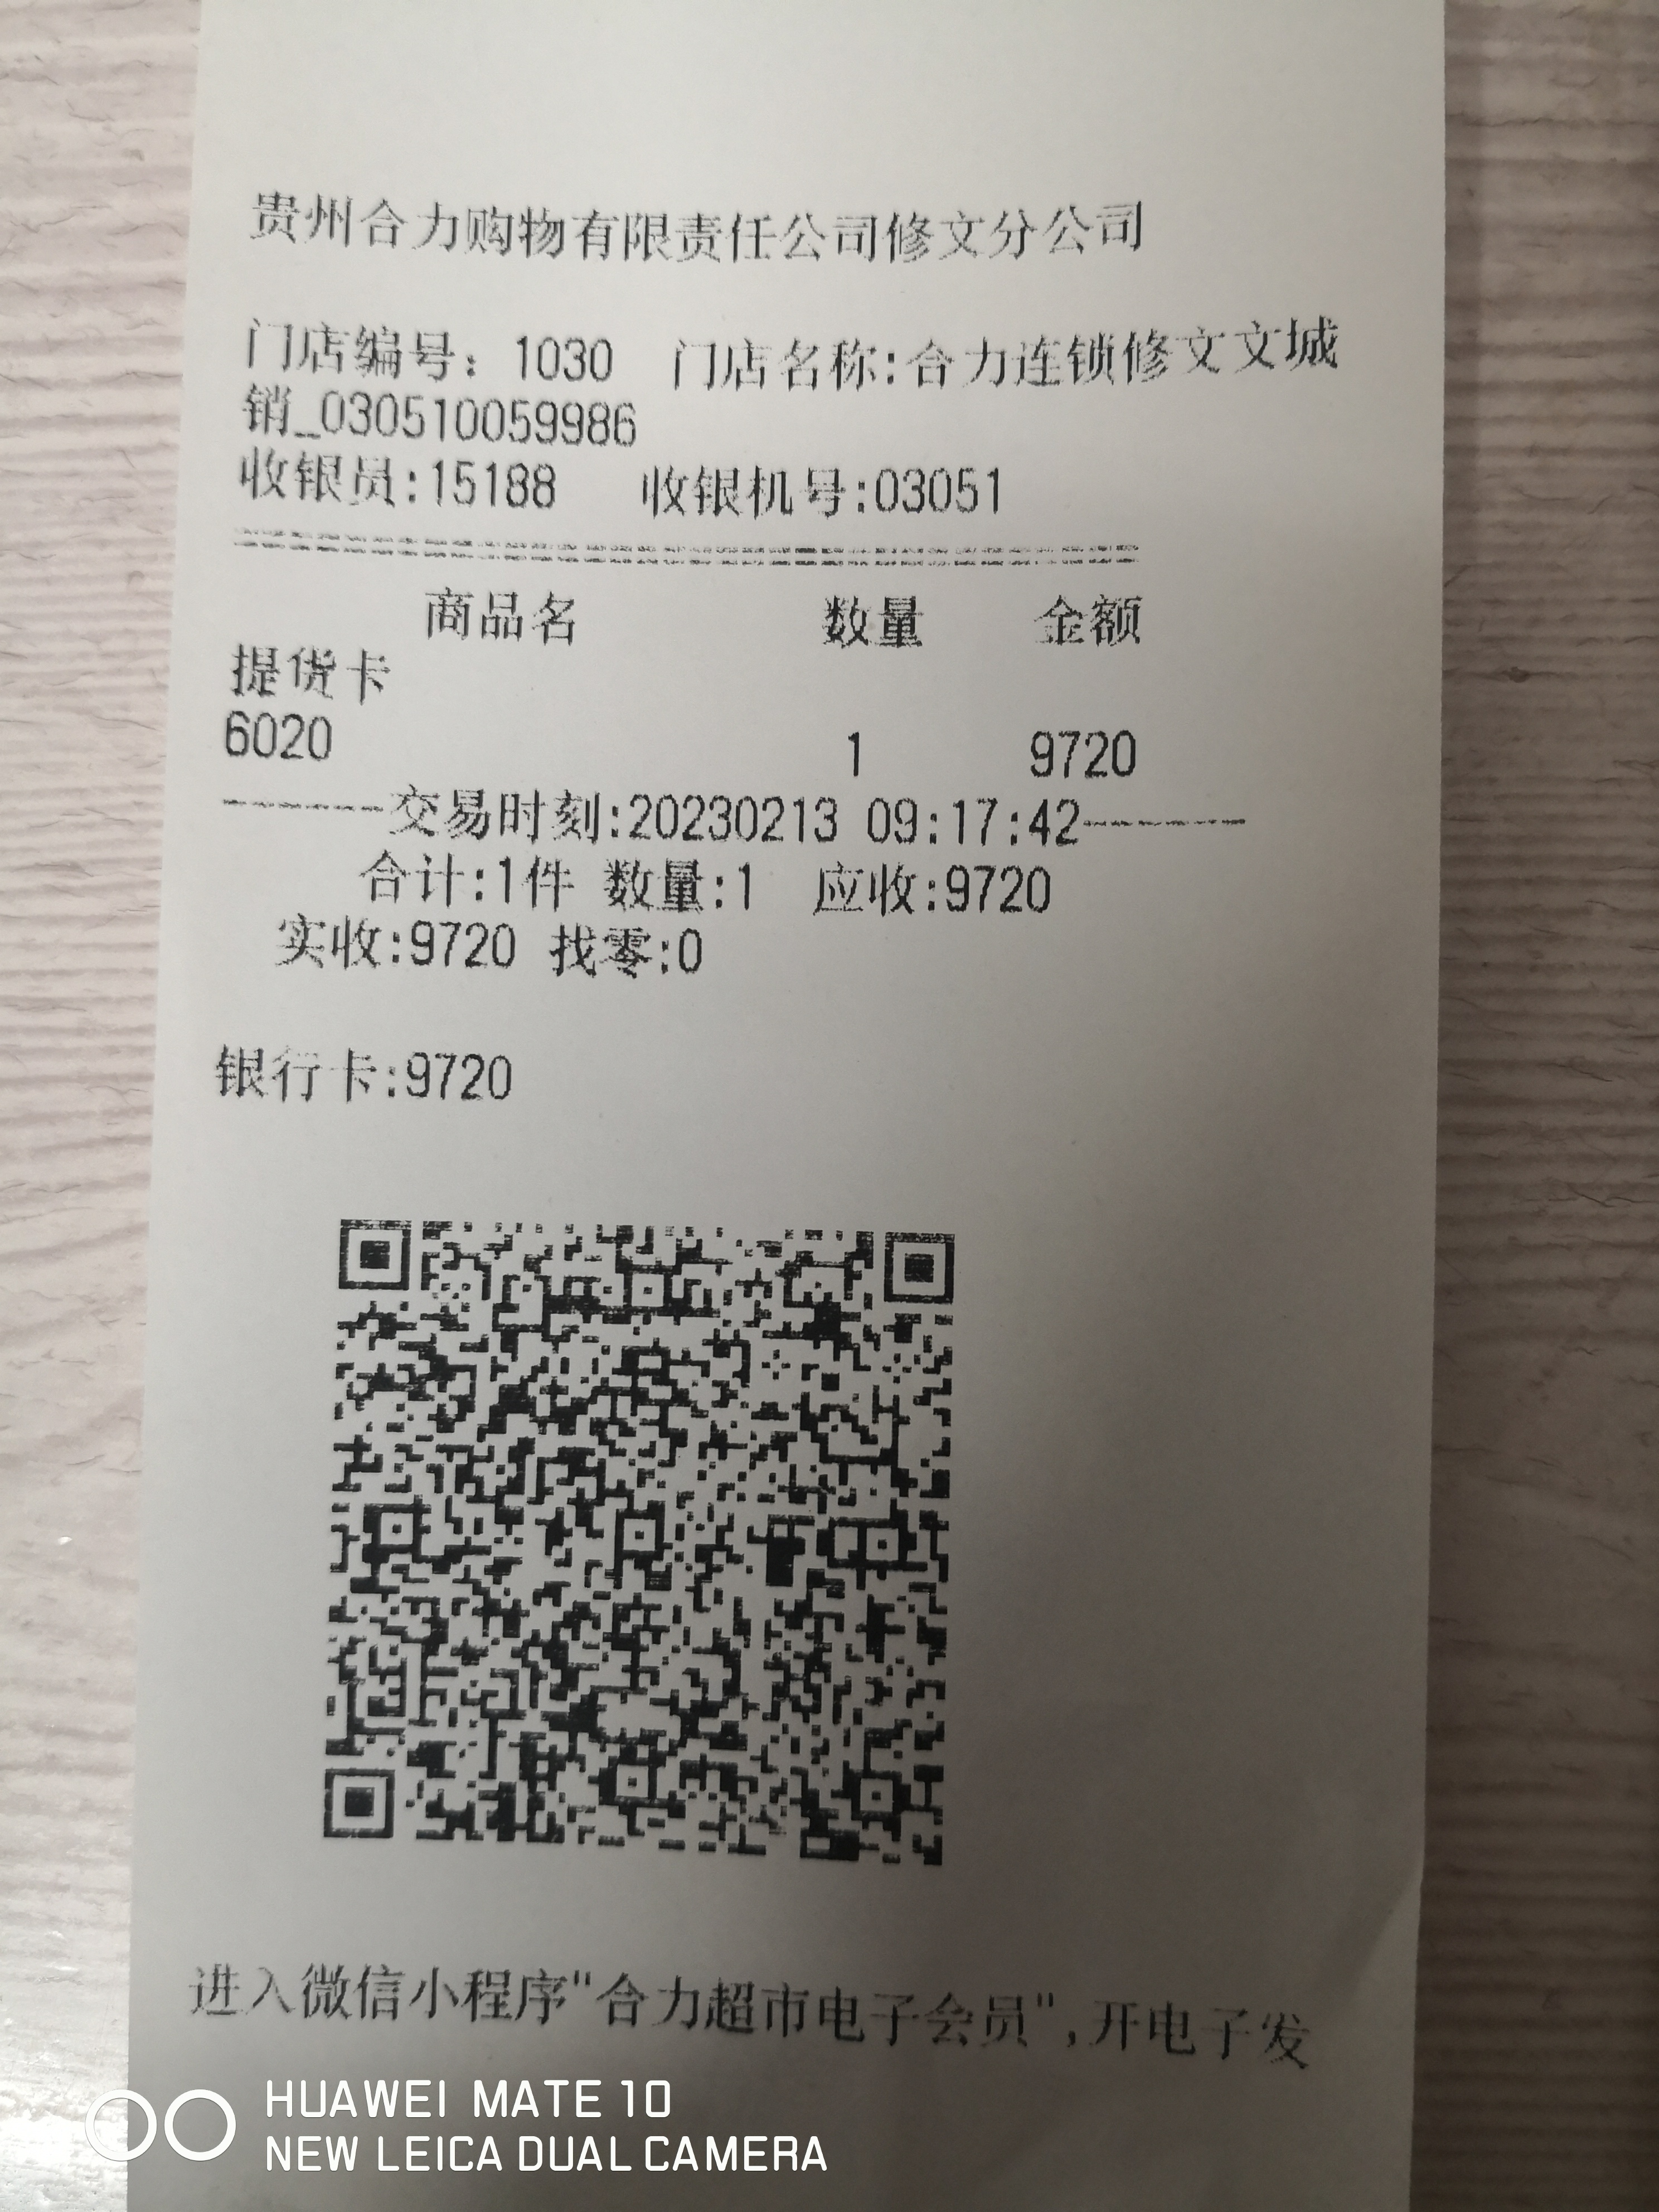 贵州合力购物有限责任公司修文分公司
门店编号：1030 门店名称:合力连锁修文文城
销_030510059986
收银员:15188 收银机号:03051
商品名 数量 金额
提货卡
6020 1 9720
-------交易时刻:20230213 09:17:42-------
合计:1件 数量:1 应收:9720
实收:9720 找零:0
银行卡:9720
进入微信小程序"合力超市电子会员",开电子发
HUAWEI MATE 10
NEW LEICA DUAL CAMERA